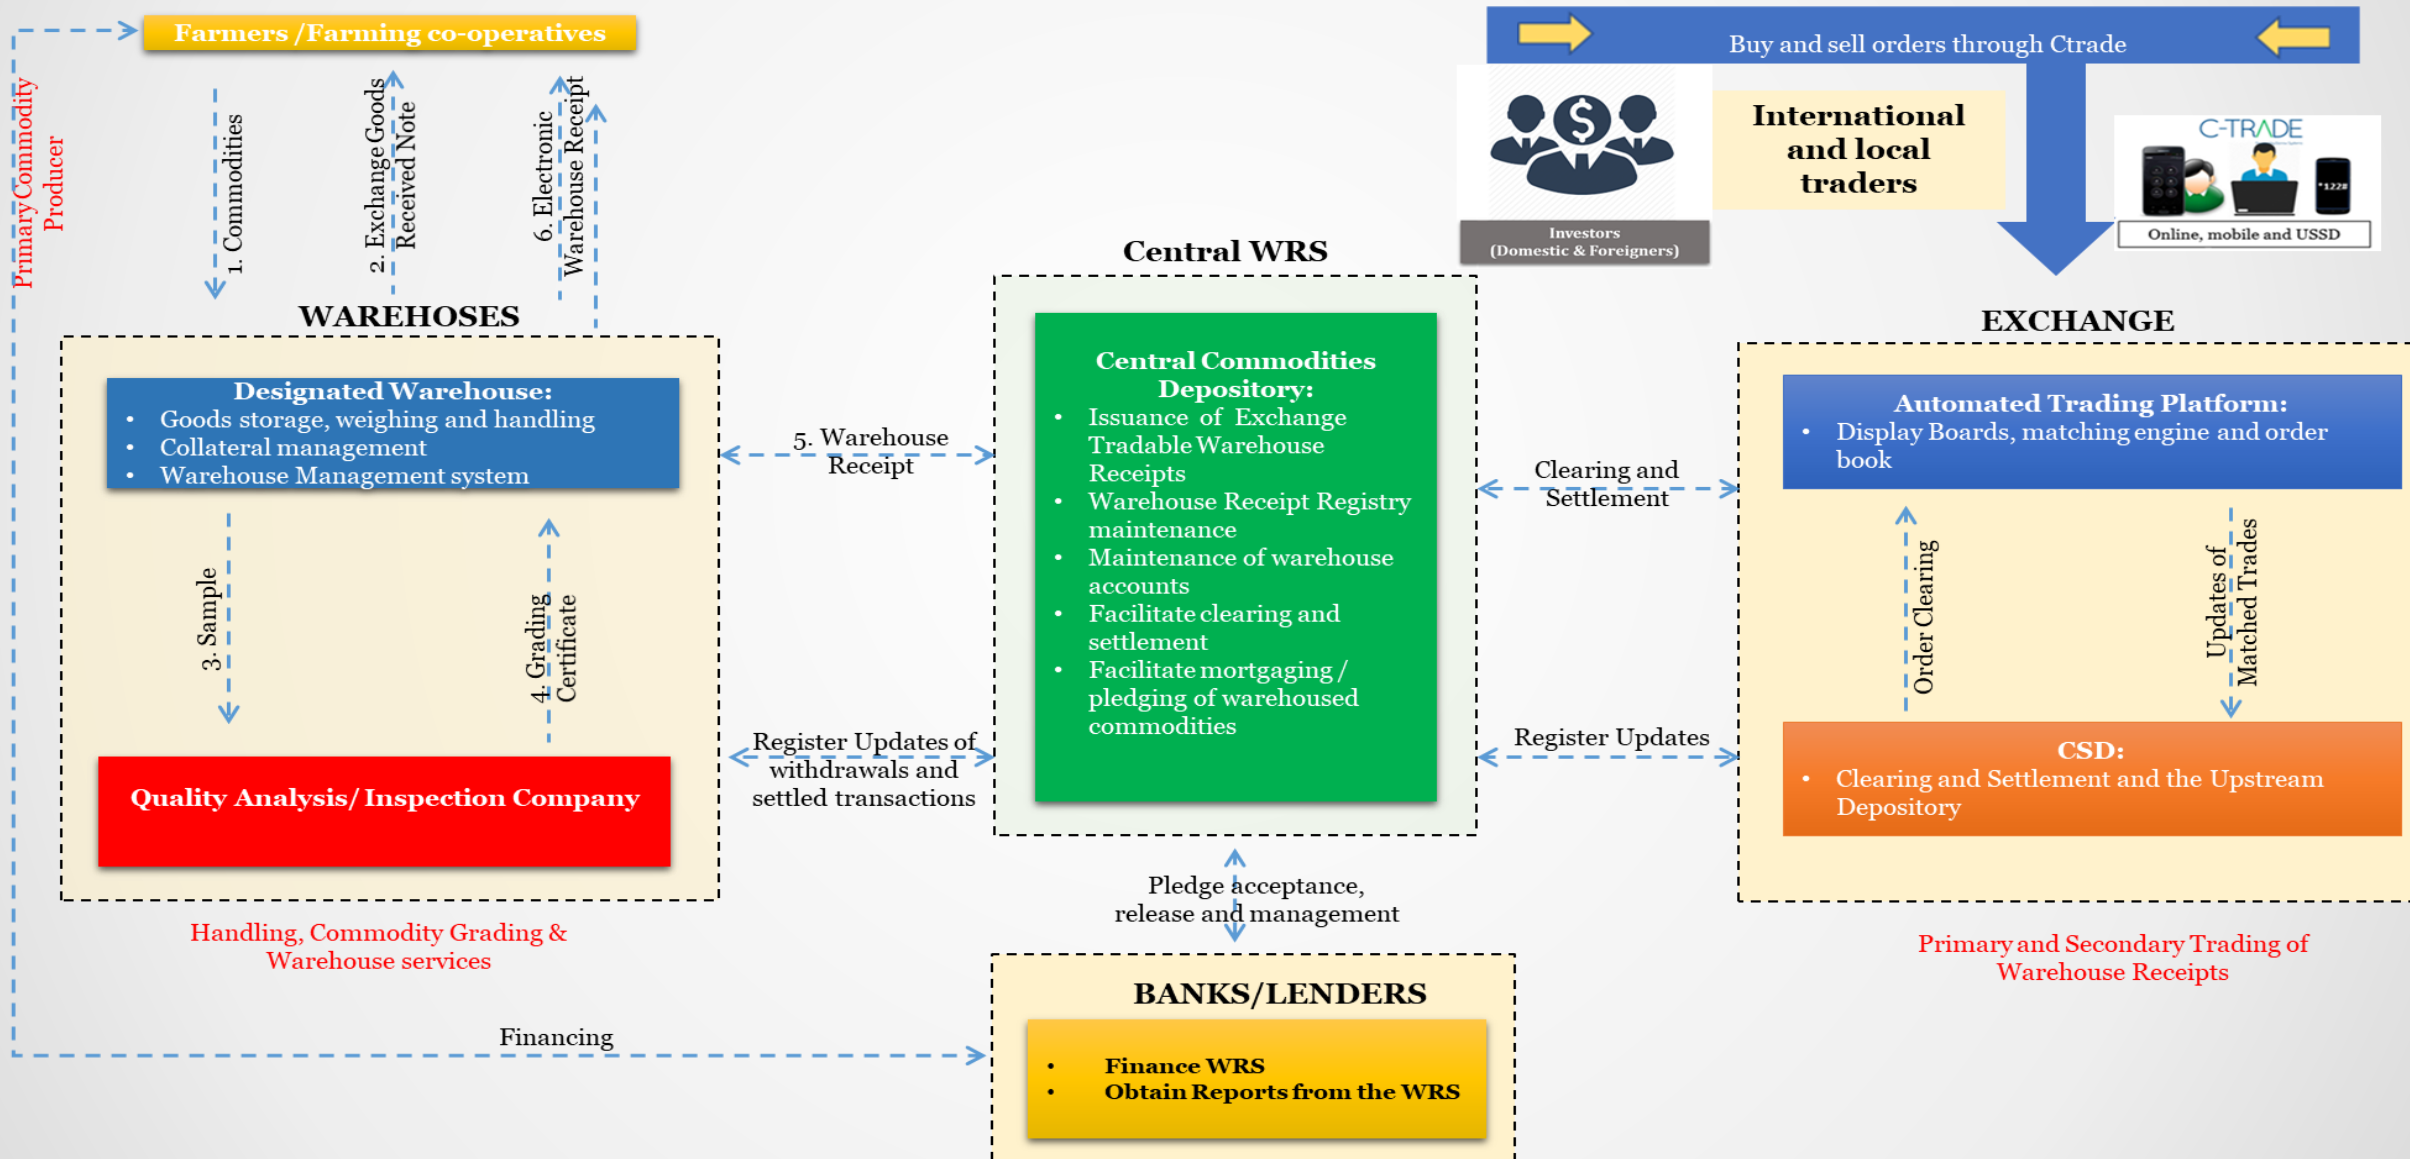 Farmers /Farming co-operatives
Primary Commodity
Producer
1. Commodities
2. Exchange Goods
Received Note
6. Electronic
Warehouse Receipt
Buy and sell orders through Ctrade
International
and local
traders
Investors
(Domestic & Foreigners)
C-TRADE
*122#
Online, mobile and USSD
WAREHOSES
Designated Warehouse:
• Goods storage, weighing and handling
• Collateral management
• Warehouse Management system
3. Sample
4. Grading
Certificate
Quality Analysis/ Inspection Company
Handling, Commodity Grading &
Warehouse services
5. Warehouse
Receipt
Register Updates of
withdrawals and
settled transactions
Central WRS
Central Commodities
Depository:
• Issuance of Exchange
Tradable Warehouse
Receipts
• Warehouse Receipt Registry
maintenance
• Maintenance of warehouse
accounts
• Facilitate clearing and
settlement
• Facilitate mortgaging /
pledging of warehoused
commodities
Clearing and
Settlement
Register Updates
EXCHANGE
Automated Trading Platform:
• Display Boards, matching engine and order
book
Order Clearing
Updates of
Matched Trades
CSD:
• Clearing and Settlement and the Upstream
Depository
Primary and Secondary Trading of
Warehouse Receipts
Pledge acceptance,
release and management
Financing
BANKS/LENDERS
• Finance WRS
• Obtain Reports from the WRS